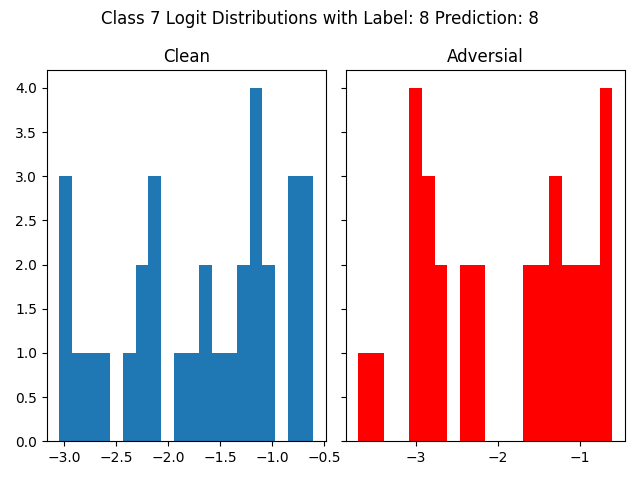 Class 7 Logit Distributions with Label: 8 Prediction: 8
Clean
Adversial
4.0
3.5
3.0
2.5
2.0
1.5
1.0
0.5
0.0
−3.0 −2.5 −2.0 −1.5 −1.0 −0.5
−3 −2 −1